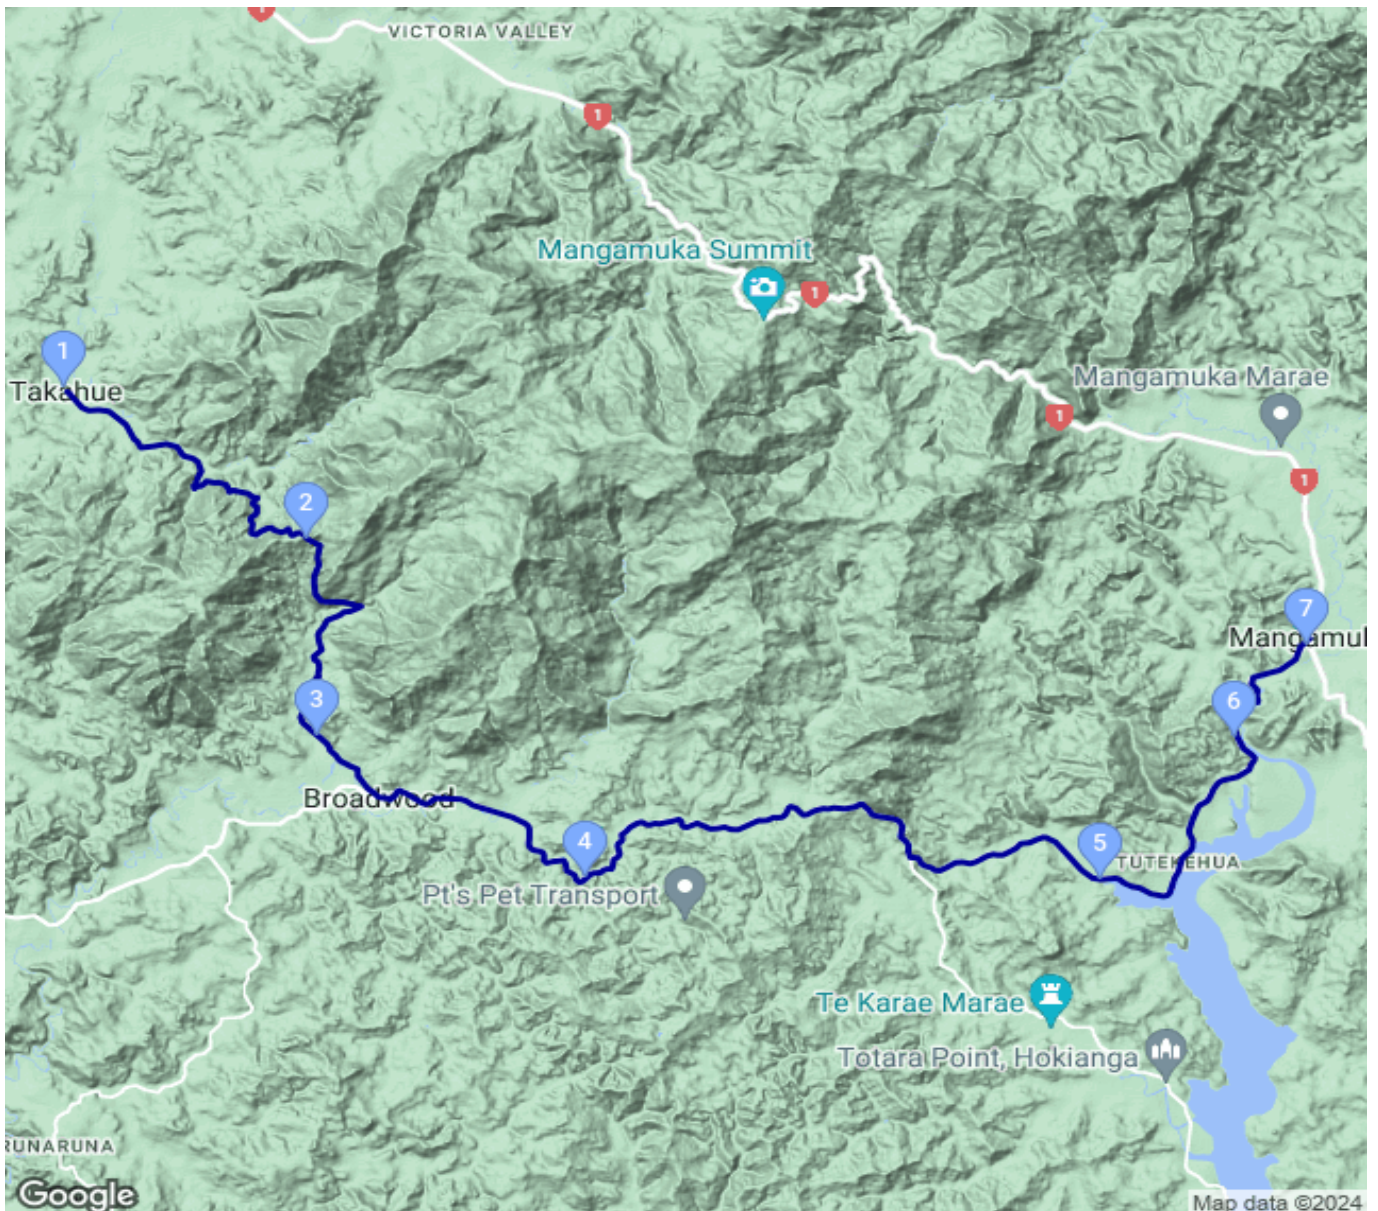 1
VICTORIA VALLEY
1
Mangamuka Summit
1
1
Takahue
Mangamuka Marae
1
1
2
7
Mangamul
3
6
Broadwood
4
5
TUTEKEHUA
Pt's Pet Transport
Te Karae Marae
Totara Point, Hokianga
RUNARUNA
Google
Map data ©2024